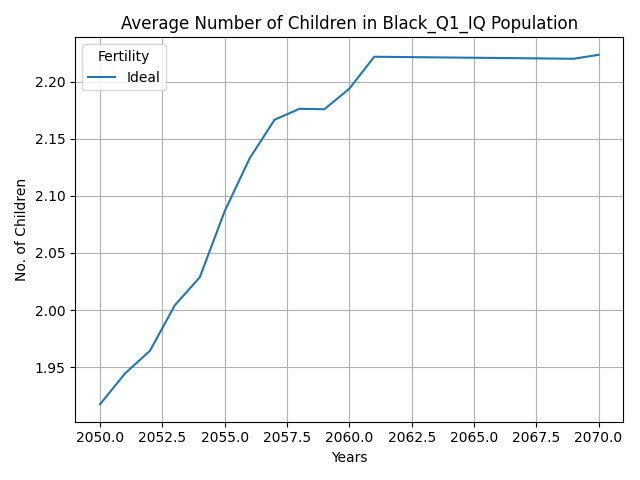 Average Number of Children in Black_Q1_IQ Population
Fertility
Ideal
No. of Children
2.20
2.15
2.10
2.05
2.00
1.95
2050.0 2052.5 2055.0 2057.5 2060.0 2062.5 2065.0 2067.5 2070.0
Years